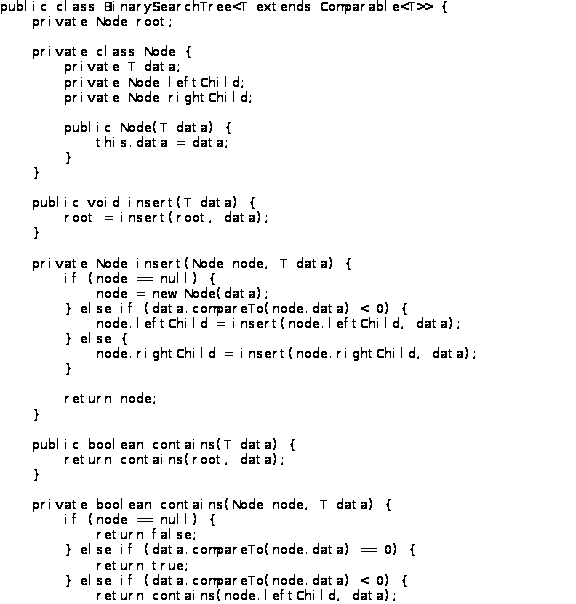 public class BinarySearchTree<T extends Comparable<T>> {
    private Node root;

    private class Node {
        private T data;
        private Node leftChild;
        private Node rightChild;

        public Node(T data) {
            this.data = data;
        }
    }

    public void insert(T data) {
        root = insert(root, data);
    }

    private Node insert(Node node, T data) {
        if (node == null) {
            node = new Node(data);
        } else if (data.compareTo(node.data) < 0) {
            node.leftChild = insert(node.leftChild, data);
        } else {
            node.rightChild = insert(node.rightChild, data);
        }

        return node;
    }

    public boolean contains(T data) {
        return contains(root, data);
    }

    private boolean contains(Node node, T data) {
        if (node == null) {
            return false;
        } else if (data.compareTo(node.data) == 0) {
            return true;
        } else if (data.compareTo(node.data) < 0) {
            return contains(node.leftChild, data);